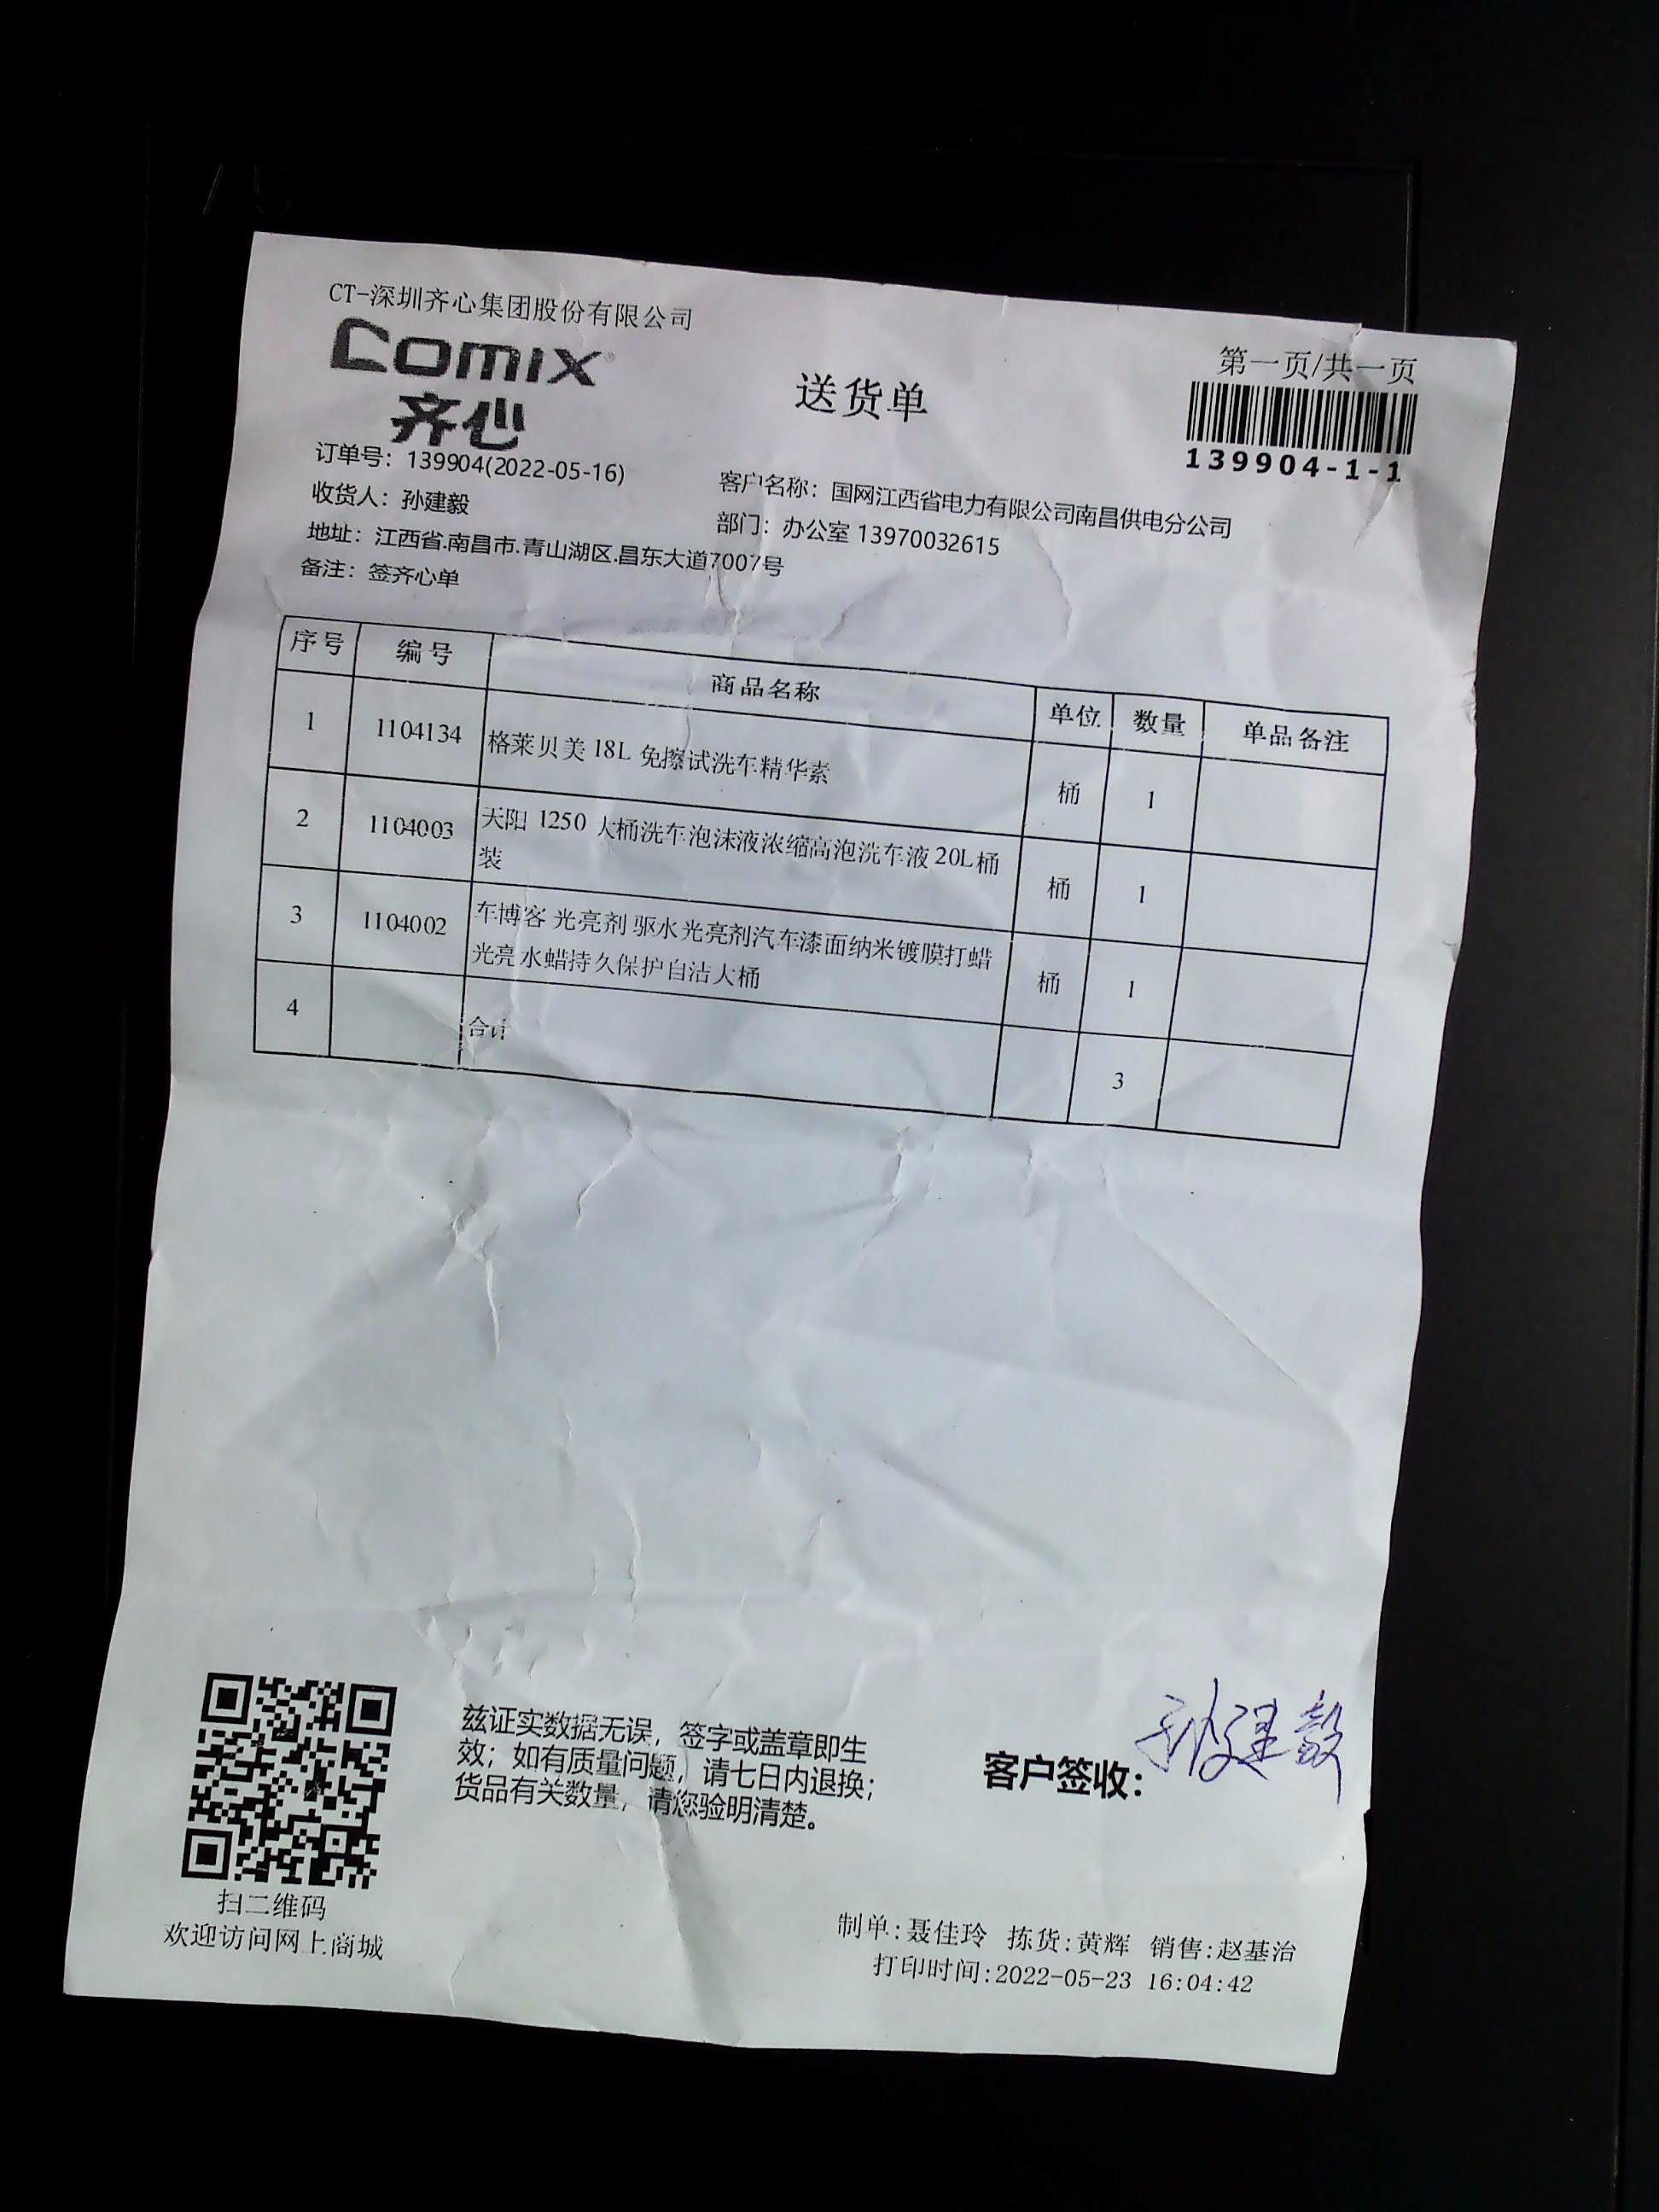 CT-深圳齐心集团股份有限公司
comix
齐心
送货单
第一页/共一页
139904-1-1
订单号：139904(2022-05-16)
客户名称：国网江西省电力有限公司南昌供电分公司
收货人：孙建毅
部门：办公室 13970032615
地址：江西省.南昌市.青山湖区.昌东大道7007号
备注：签齐心单
序号 编号 商品名称 单位 数量 单品备注
1 1104134 格莱贝美 18L 免擦试洗车精华素 桶 1
2 1104003 天阳 1250 大桶洗车泡沫液浓缩高泡洗车液 20L桶
装 桶 1
3 1104002 车博客 光亮剂 驱水光亮剂汽车漆面纳米镀膜打蜡
光亮水蜡持久保护自洁大桶 桶 1
4 合计 3
兹证实数据无误，签字或盖章即生
效；如有质量问题，请七日内退换；
货品有关数量，请您验明清楚。
客户签收：孙建毅
扫二维码
欢迎访问网上商城
制单:聂佳玲 拣货:黄辉 销售:赵基治
打印时间:2022-05-23 16:04:42